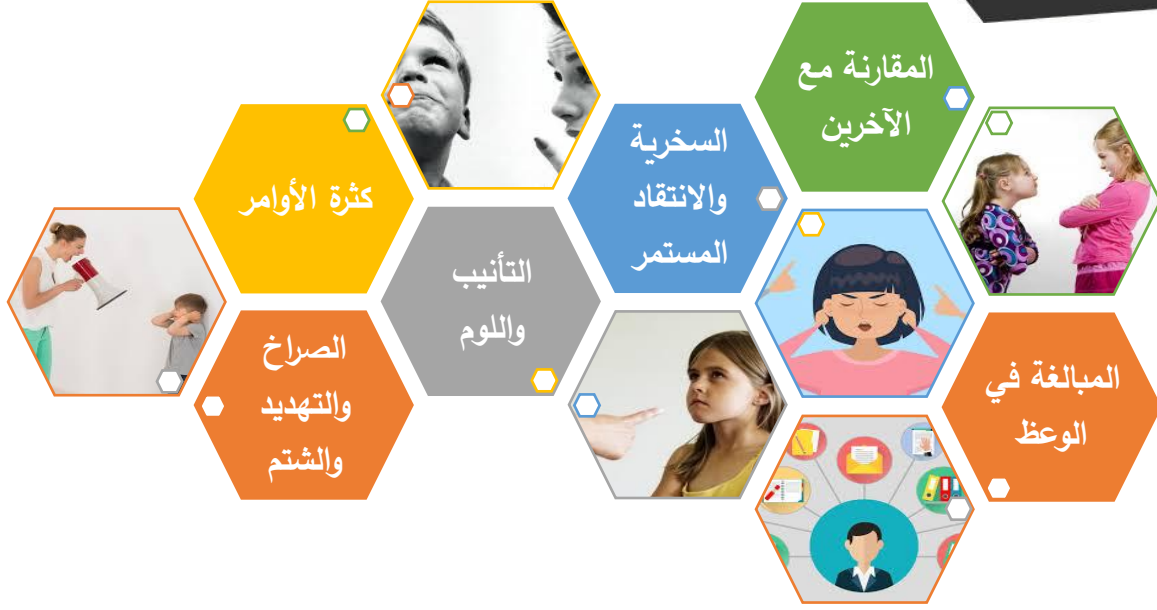 المقارنة مع
الآخرين
السخرية
والانتقاد
المستمر
كثرة الأوامر
التأنيب
واللوم
الصراخ
والتهديد
والشتم
المبالغة في
الوعظ